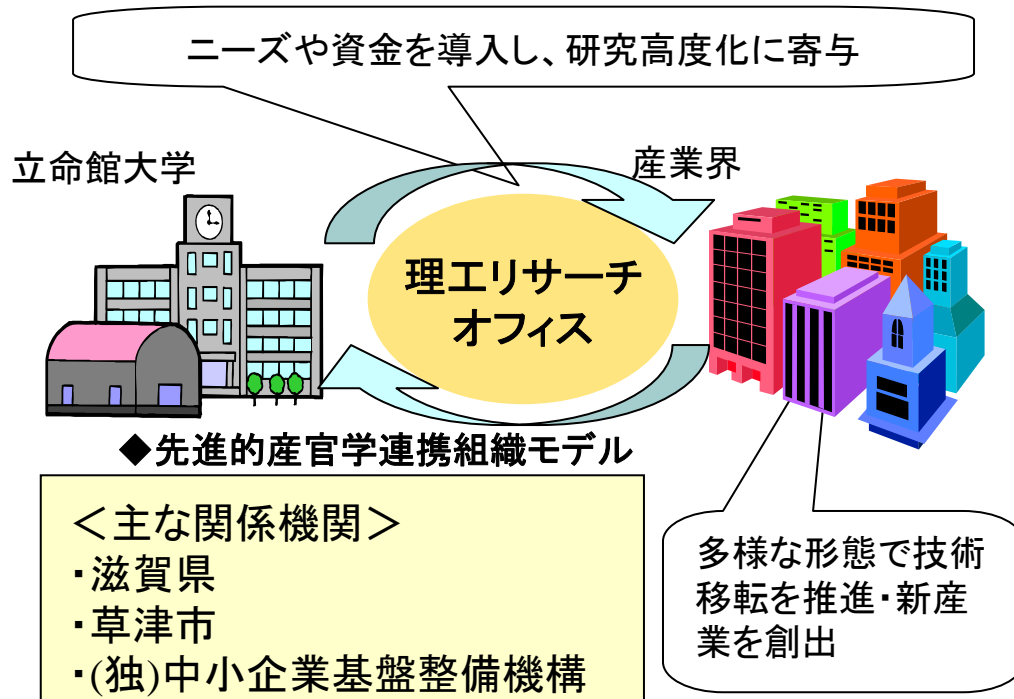 ニーズや資金を導入し、研究高度化に寄与
立命館大学
産業界
理工リサーチ
オフィス
◆先進的産官学連携組織モデル
＜主な関係機関＞
・滋賀県
・草津市
・(独)中小企業基盤整備機構
多様な形態で技術
移転を推進・新産
業を創出